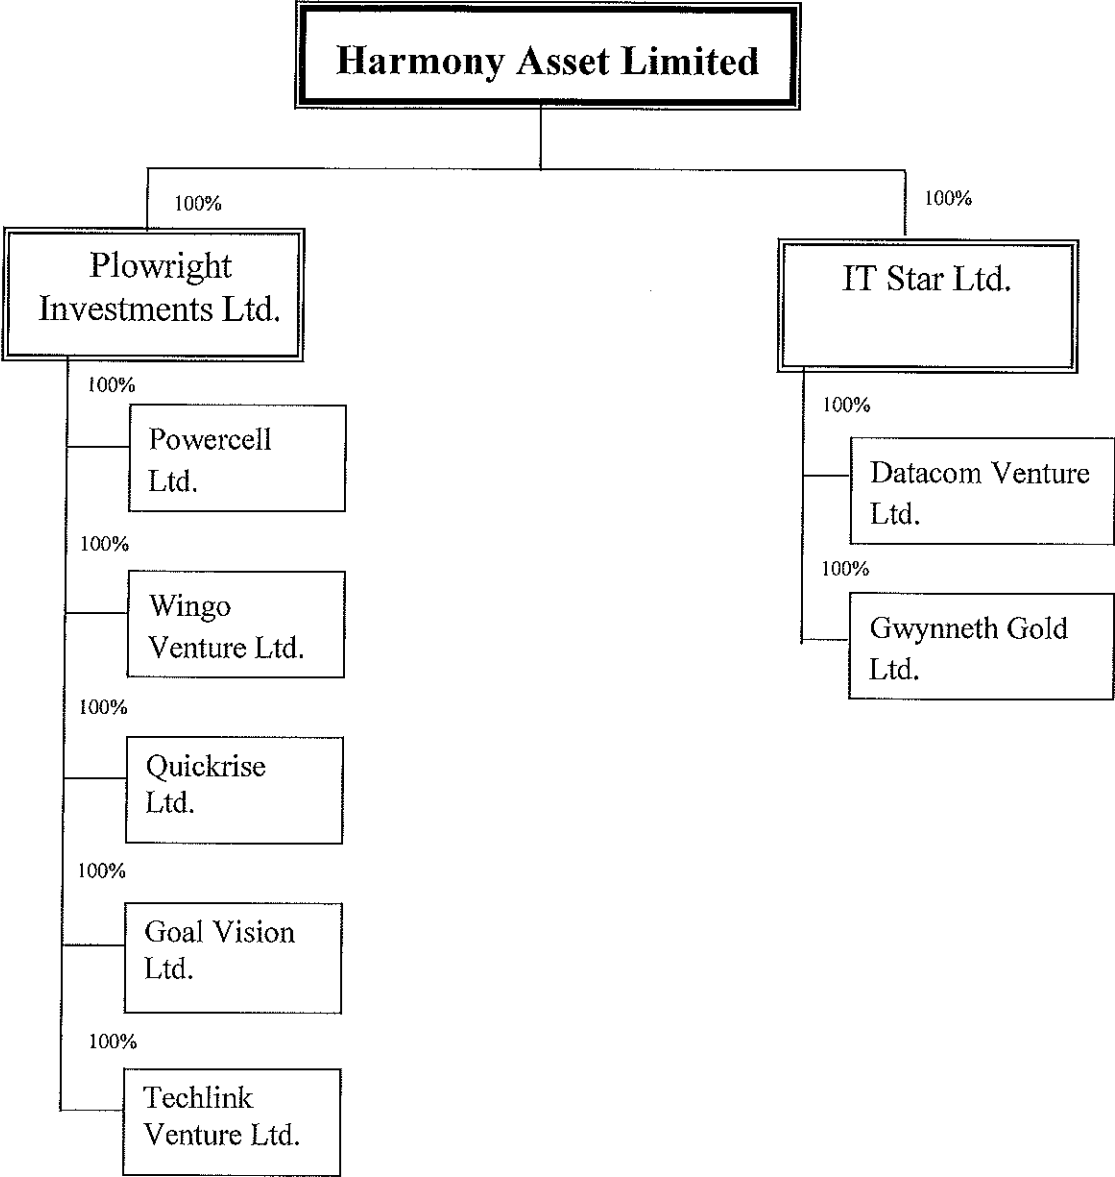 Harmony Asset Limited
100%
100%
Plowright
Investments Ltd.
IT Star Ltd.
100%
Powercell
Ltd.
100%
Wingo
Venture Ltd.
100%
Quickrise
Ltd.
100%
Goal Vision
Ltd.
100%
Techlink
Venture Ltd.
100%
Datacom Venture
Ltd.
100%
Gwynneth Gold
Ltd.